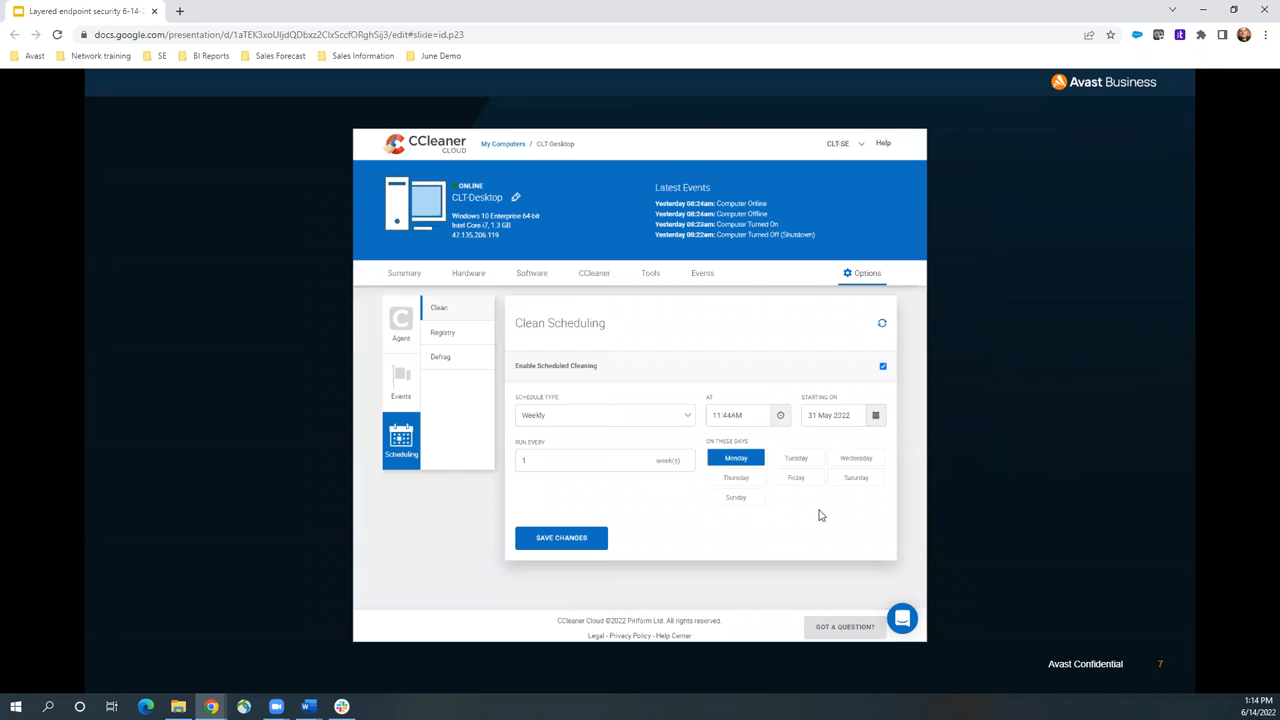 Layered endpoint security 6-14-
docs.google.com/presentation/d/1aTEK3xoUljdQDbxz2ClxSccfORghSij3/edit#slide=id.p23
Avast
Network training
SE
BI Reports
Sales Forecast
Sales Information
June Demo
Avast Business
CCleaner
CLOUD
My Computers / CLT-Desktop
CLT-SE
Help
ONLINE
CLT-Desktop
Windows 10 Enterprise 64-bit
Intel Core i7, 1.3 GB
47.135.206.119
Latest Events
Yesterday 08:24am: Computer Online
Yesterday 08:24am: Computer Offline
Yesterday 08:23am: Computer Turned On
Yesterday 08:22am: Computer Turned Off (Shutdown)
Summary
Hardware
Software
CCleaner
Tools
Events
Options
Agent
Events
Scheduling
Clean
Registry
Defrag
Clean Scheduling
Enable Scheduled Cleaning
SCHEDULE TYPE
AT
STARTING ON
Weekly
11:44AM
31 May 2022
RUN EVERY
ON THESE DAYS
1
week(s)
Monday
Tuesday
Wednesday
Thursday
Friday
Saturday
Sunday
SAVE CHANGES
CCleaner Cloud ©2022 Piriform Ltd. All rights reserved.
Legal - Privacy Policy - Help Center
GOT A QUESTION?
Avast Confidential
7
1:14 PM
6/14/2022